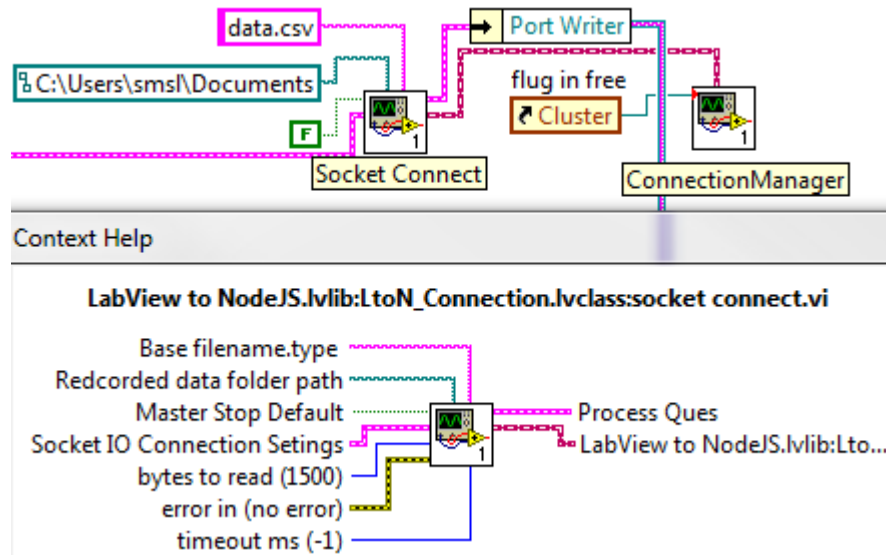 data.csv
Port Writer
C:\Users\smsl\Documents
flug in free
Cluster
F
1
1
Socket Connect
ConnectionManager
Context Help
LabView to NodeJS.lvlib:LtoN_Connection.lvclass:socket connect.vi
Base filename.type
Redcorded data folder path
Master Stop Default
Process Ques
Socket IO Connection Setings
LabView to NodeJS.lvlib:Lto...
1
bytes to read (1500)
error in (no error)
timeout ms (-1)